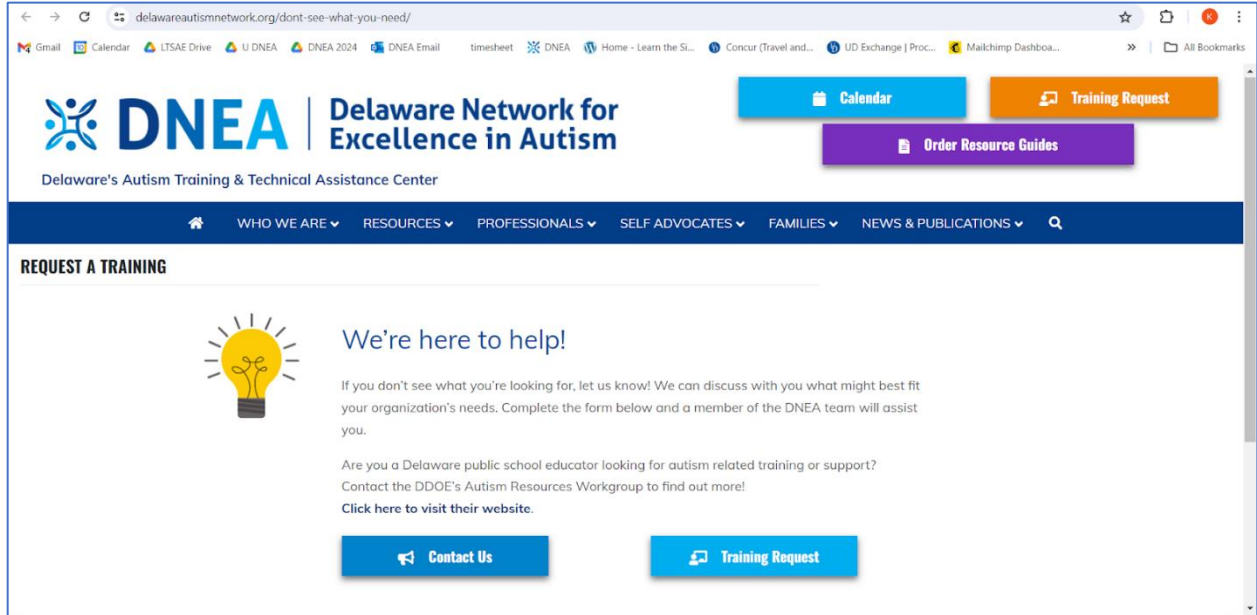 delawareautismnetwork.org/dont-see-what-you-need/
K
Gmail Calendar LTSAE Drive U DNEA DNEA 2024 DNEA Email timesheet DNEA Home - Learn the Si... Concur (Travel and... UD Exchange | Proc... Mailchimp Dashboa... » All Bookmarks
Calendar
Training Request
DNEA
Delaware Network for
Excellence in Autism
Order Resource Guides
Delaware's Autism Training & Technical Assistance Center
WHO WE ARE RESOURCES PROFESSIONALS SELF ADVOCATES FAMILIES NEWS & PUBLICATIONS
REQUEST A TRAINING
We're here to help!
If you don't see what you're looking for, let us know! We can discuss with you what might best fit
your organization's needs. Complete the form below and a member of the DNEA team will assist
you.
Are you a Delaware public school educator looking for autism related training or support?
Contact the DDOE's Autism Resources Workgroup to find out more!
Click here to visit their website.
Contact Us
Training Request